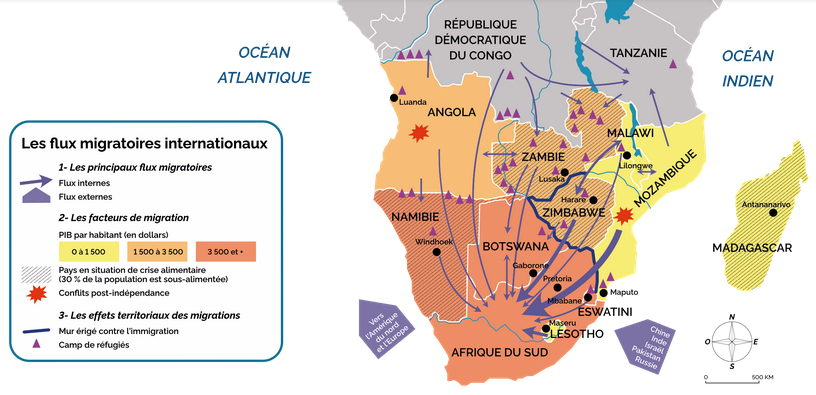 OCÉAN
ATLANTIQUE
RÉPUBLIQUE
DÉMOCRATIQUE
DU CONGO
TANZANIE
OCÉAN
INDIEN
Luanda
ANGOLA
MALAWI
Lilongwe
ZAMBIE
Lusaka
MOZAMBIQUE
Harare
ZIMBABWE
NAMIBIE
Windhoek
BOTSWANA
Gaborone
Pretoria
Mbabane
Maputo
ESWATINI
Maseru
LESOTHO
AFRIQUE DU SUD
Antananarivo
MADAGASCAR
Vers
l'Amérique
du nord
et l'Europe
Chine
Inde
Israël
Pakistan
Russie
N
O
E
S
0
500 KM
Les flux migratoires internationaux
1- Les principaux flux migratoires
Flux internes
Flux externes
2- Les facteurs de migration
PIB par habitant (en dollars)
0 à 1 500
1 500 à 3 500
3 500 et +
Pays en situation de crise alimentaire
(30 % de la population est sous-alimentée)
Conflits post-indépendance
3- Les effets territoriaux des migrations
Mur érigé contre l'immigration
Camp de réfugiés